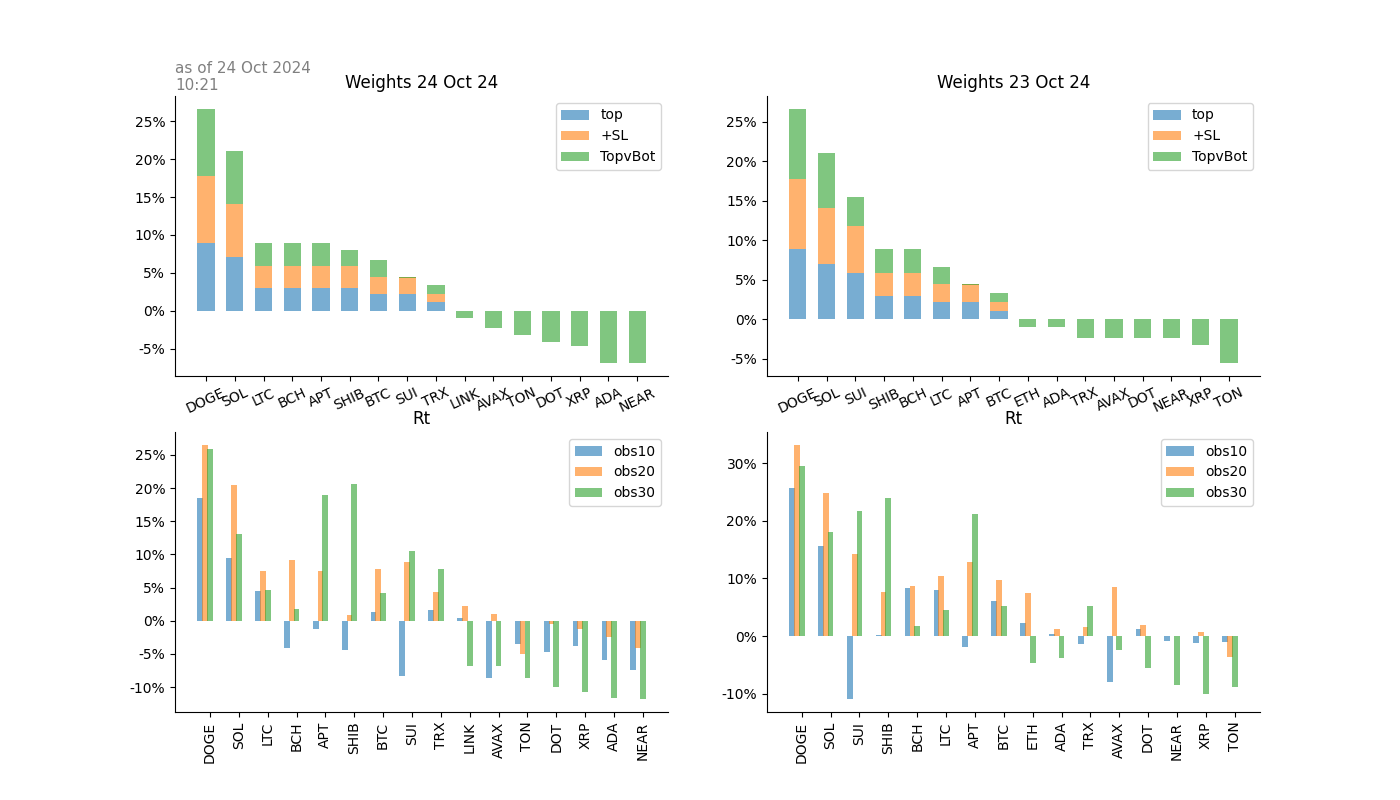 as of 24 Oct 2024
10:21
Weights 24 Oct 24
25%
20%
15%
10%
5%
0%
-5%
top
+SL
TopvBot
DOGE SOL LTC BCH APT SHIB BTC SUI TRX LINK AVAX TON DOT XRP ADA NEAR
Weights 23 Oct 24
25%
20%
15%
10%
5%
0%
-5%
top
+SL
TopvBot
DOGE SOL SUI SHIB BCH LTC APT BTC ETH ADA TRX AVAX DOT NEAR XRP TON
Rt
25%
20%
15%
10%
5%
0%
-5%
-10%
obs10
obs20
obs30
DOGE SOL LTC BCH APT SHIB BTC SUI TRX LINK AVAX TON DOT XRP ADA NEAR
Rt
30%
20%
10%
0%
-10%
obs10
obs20
obs30
DOGE SOL SUI SHIB BCH LTC APT BTC ETH ADA TRX AVAX DOT NEAR XRP TON